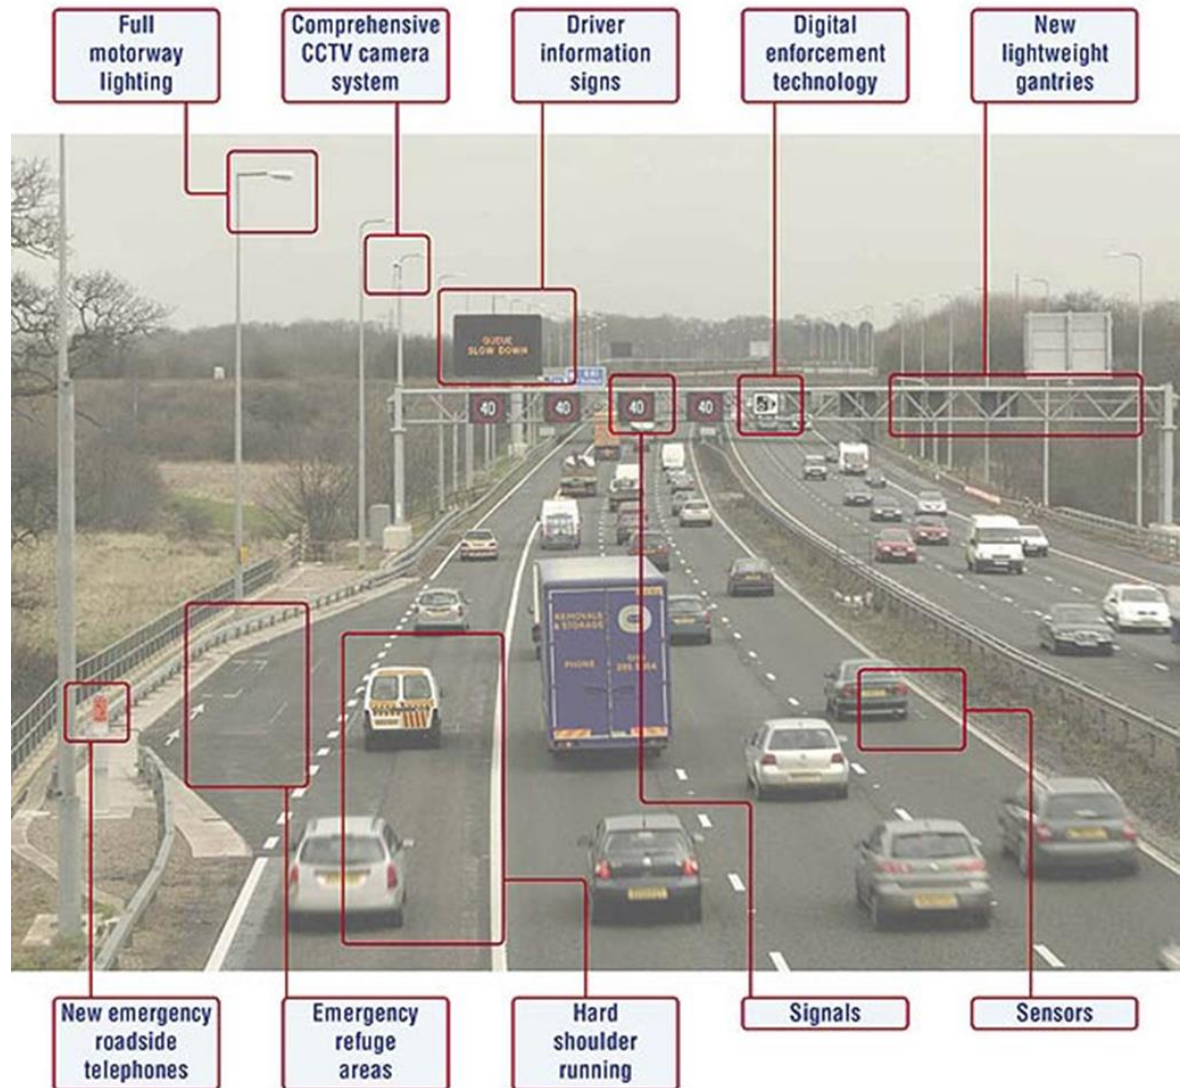 Full
motorway
lighting
Comprehensive
CCTV camera
system
Driver
information
signs
Digital
enforcement
technology
New
lightweight
gantries
QUEUE
SLOW DOWN
40
40
40
40
REMOVALS
& STORAGE
PHONE
New emergency
roadside
telephones
Emergency
refuge
areas
Hard
shoulder
running
Signals
Sensors